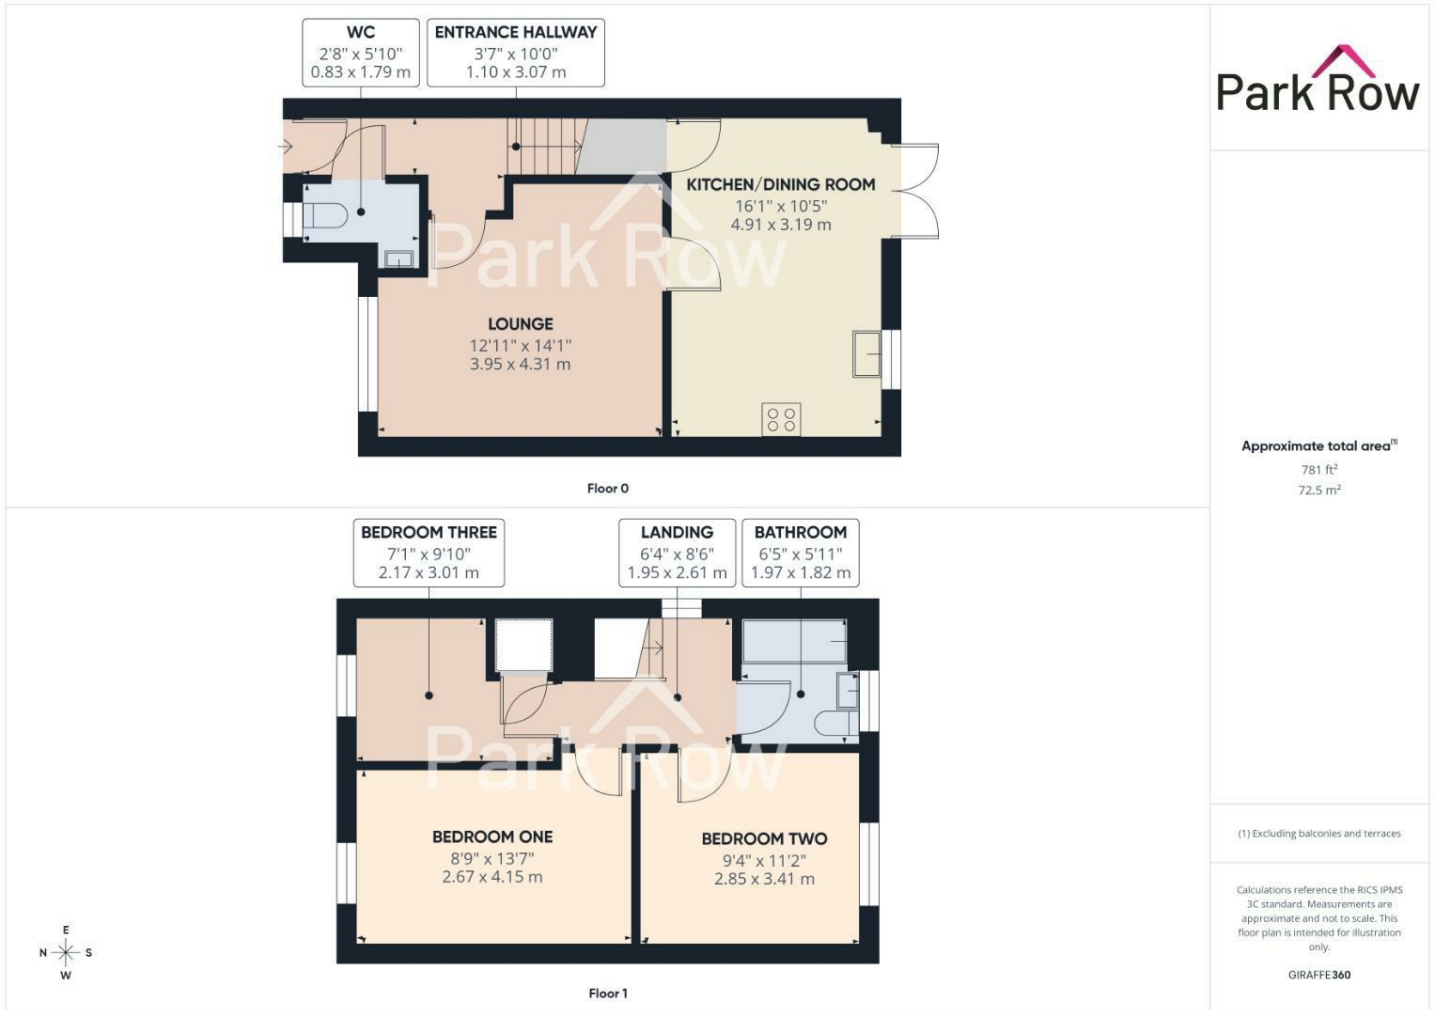 WC
2'8" x 5'10"
0.83 x 1.79 m
ENTRANCE HALLWAY
3'7" x 10'0"
1.10 x 3.07 m
KITCHEN/DINING ROOM
16'1" x 10'5"
4.91 x 3.19 m
Park Row
LOUNGE
12'11" x 14'1"
3.95 x 4.31 m
Floor 0
BEDROOM THREE
7'1" x 9'10"
2.17 x 3.01 m
LANDING
6'4" x 8'6"
1.95 x 2.61 m
BATHROOM
6'5" x 5'11"
1.97 x 1.82 m
Park Row
BEDROOM ONE
8'9" x 13'7"
2.67 x 4.15 m
BEDROOM TWO
9'4" x 11'2"
2.85 x 3.41 m
E
N S
W
Floor 1
Park Row
Approximate total area(1)
781 ft²
72.5 m²
(1) Excluding balconies and terraces
Calculations reference the RICS IPMS
3C standard. Measurements are
approximate and not to scale. This
floor plan is intended for illustration
only.
GIRAFFE360